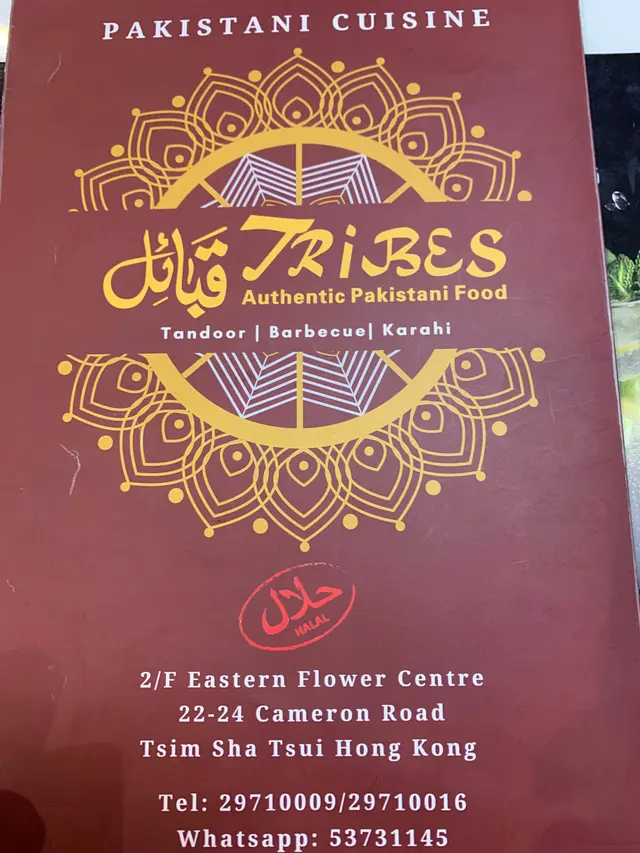 PAKISTANI CUISINE
قبائل TRiBES
Authentic Pakistani Food
Tandoor | Barbecue| Karahi
حلال
HALAL
2/F Eastern Flower Centre
22-24 Cameron Road
Tsim Sha Tsui Hong Kong
Tel: 29710009/29710016
Whatsapp: 53731145